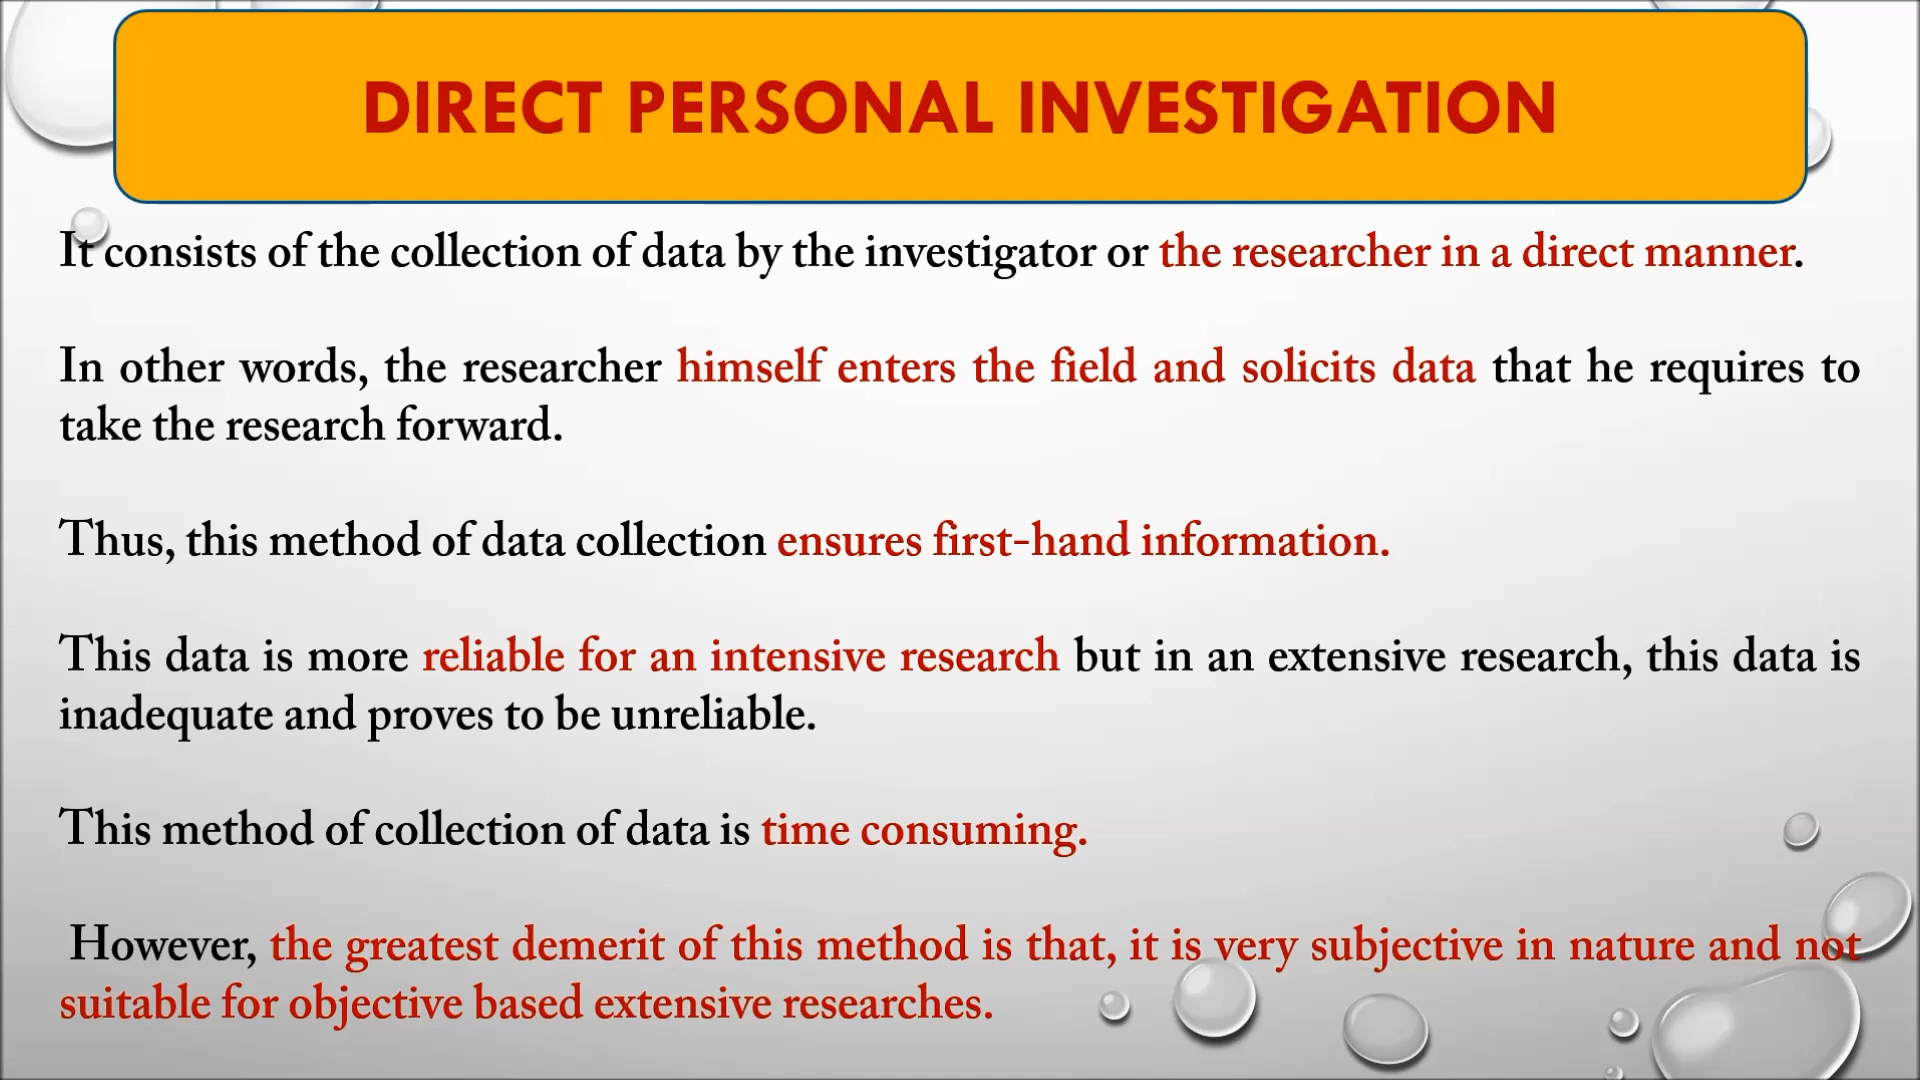 DIRECT PERSONAL INVESTIGATION
It consists of the collection of data by the investigator or the researcher in a direct manner.
In other words, the researcher himself enters the field and solicits data that he requires to
take the research forward.
Thus, this method of data collection ensures first-hand information.
This data is more reliable for an intensive research but in an extensive research, this data is
inadequate and proves to be unreliable.
This method of collection of data is time consuming.
However, the greatest demerit of this method is that, it is very subjective in nature and not
suitable for objective based extensive researches.